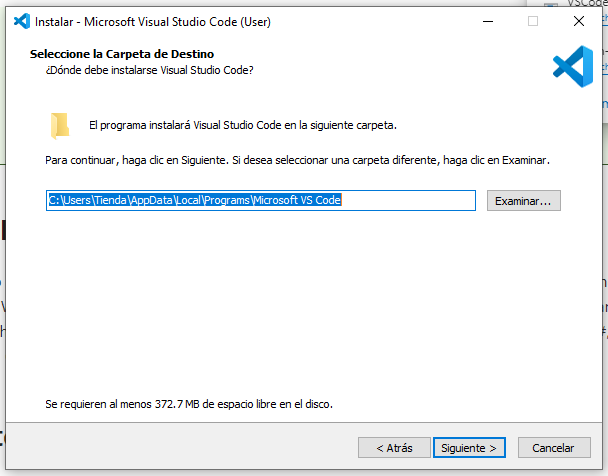 VSCode
Instalar - Microsoft Visual Studio Code (User)
Seleccione la Carpeta de Destino
¿Dónde debe instalarse Visual Studio Code?
El programa instalará Visual Studio Code en la siguiente carpeta.
Para continuar, haga clic en Siguiente. Si desea seleccionar una carpeta diferente, haga clic en Examinar.
C:\Users\Tienda\AppData\Local\Programs\Microsoft VS Code
Examinar...
Se requieren al menos 372.7 MB de espacio libre en el disco.
< Atrás
Siguiente >
Cancelar